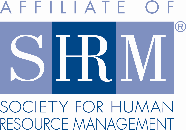 AFFILIATE OF
SHRM®
SOCIETY FOR HUMAN
RESOURCE MANAGEMENT